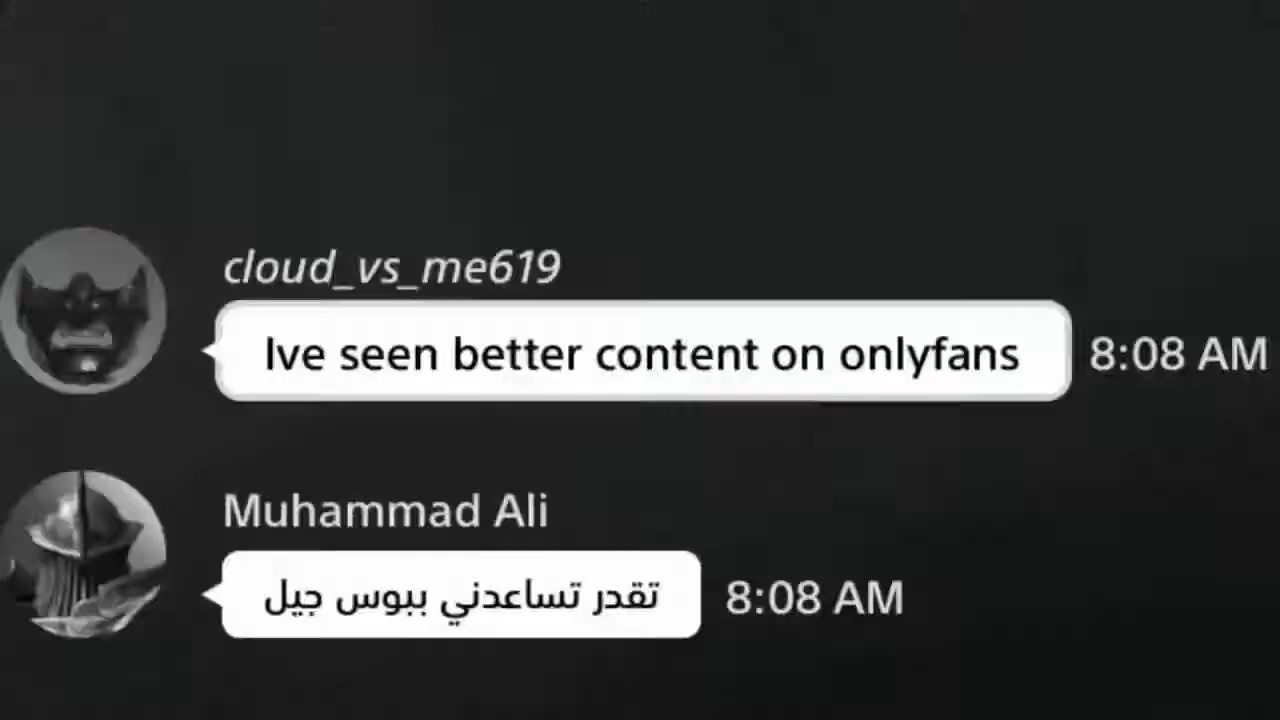 cloud_vs_me619
Ive seen better content on onlyfans
8:08 AM
Muhammad Ali
تقدر تساعدني ببوس جيل
8:08 AM